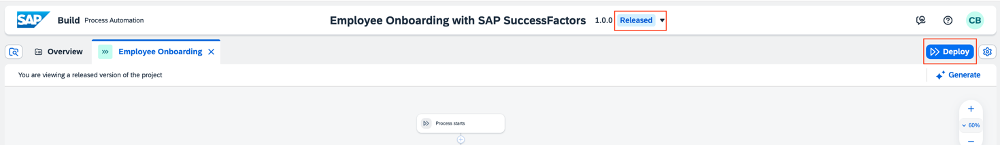 SAP Build Process Automation Employee Onboarding with SAP SuccessFactors 1.0.0 Released CB
Overview Employee Onboarding Deploy
You are viewing a released version of the project Generate
Process starts
60%